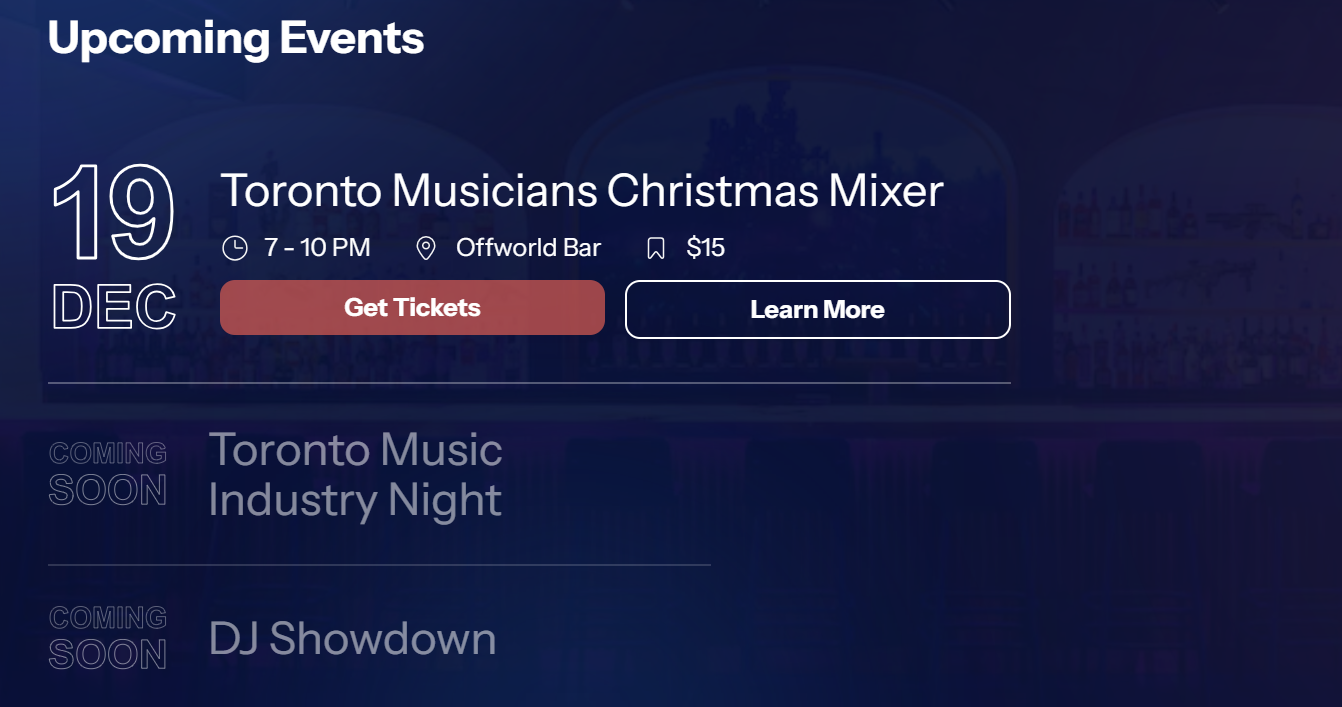 Upcoming Events
19
DEC
Toronto Musicians Christmas Mixer
7 - 10 PM
Offworld Bar
$15
Get Tickets
Learn More
COMING
SOON
Toronto Music
Industry Night
COMING
SOON
DJ Showdown